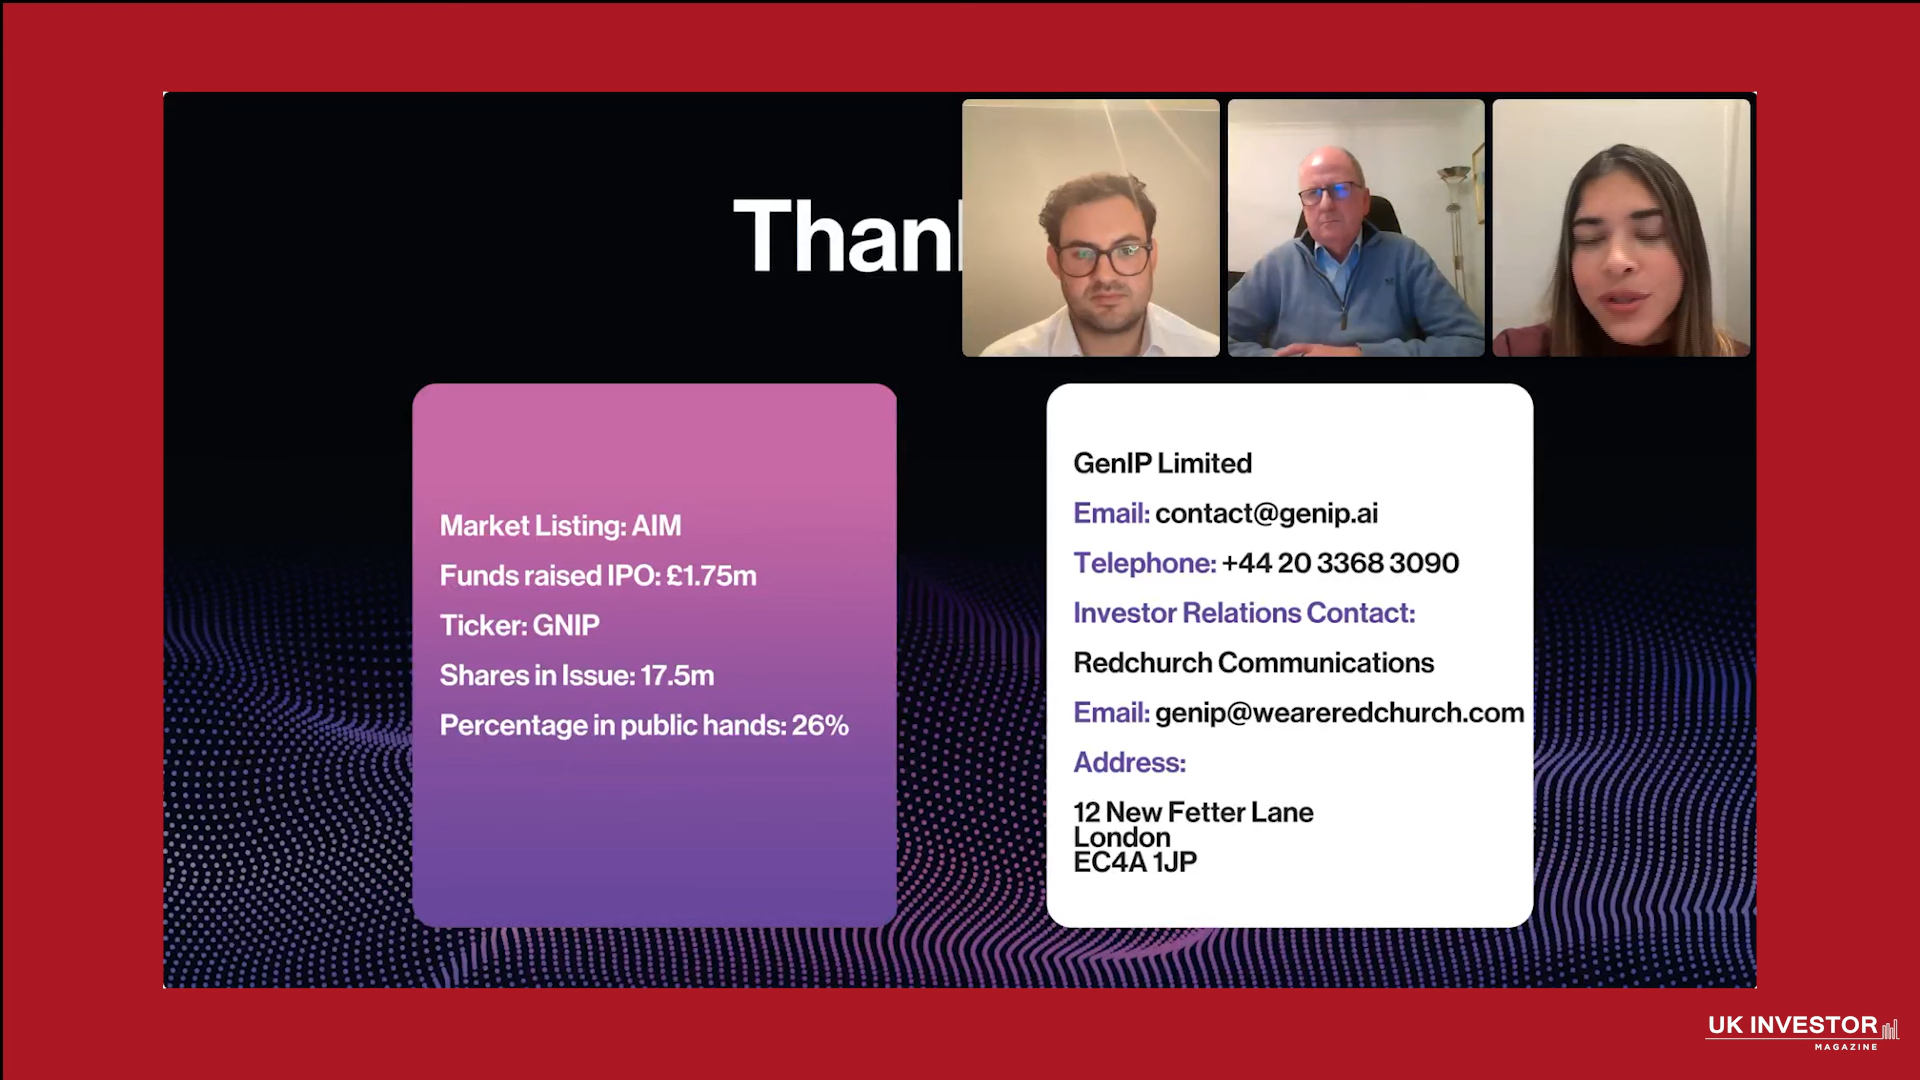 Than
Market Listing: AIM
Funds raised IPO: £1.75m
Ticker: GNIP
Shares in Issue: 17.5m
Percentage in public hands: 26%
GenIP Limited
Email: contact@genip.ai
Telephone: +44 20 3368 3090
Investor Relations Contact:
Redchurch Communications
Email: genip@weareredchurch.com
Address:
12 New Fetter Lane
London
EC4A 1JP
UK INVESTOR
MAGAZINE